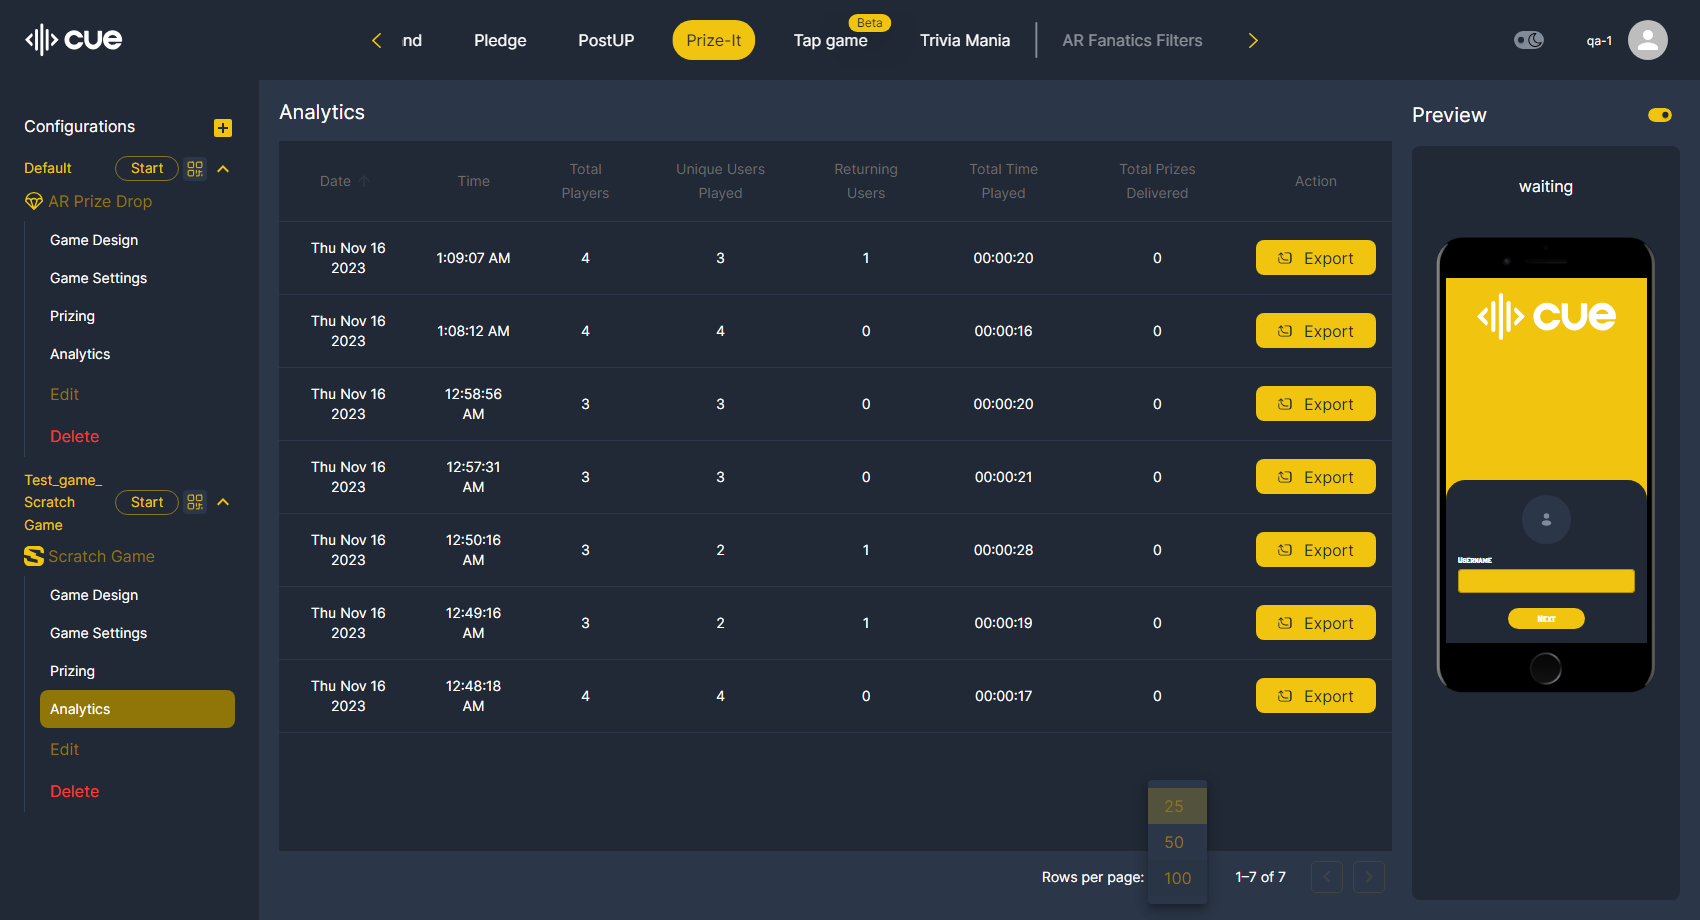 cue
nd
Pledge
PostUP
Prize-It
Beta
Tap game
Trivia Mania
AR Fanatics Filters
qa-1
Configurations
Default
Start
AR Prize Drop
Game Design
Game Settings
Prizing
Analytics
Edit
Delete
Test_game_
Scratch
Game
Start
Scratch Game
Game Design
Game Settings
Prizing
Analytics
Edit
Delete
Analytics
Date
Time
Total
Players
Unique Users
Played
Returning
Users
Total Time
Played
Total Prizes
Delivered
Action
Thu Nov 16
2023
1:09:07 AM
4
3
1
00:00:20
0
Export
Thu Nov 16
2023
1:08:12 AM
4
4
0
00:00:16
0
Export
Thu Nov 16
2023
12:58:56
AM
3
3
0
00:00:20
0
Export
Thu Nov 16
2023
12:57:31
AM
3
3
0
00:00:21
0
Export
Thu Nov 16
2023
12:50:16
AM
3
2
1
00:00:28
0
Export
Thu Nov 16
2023
12:49:16
AM
3
2
1
00:00:19
0
Export
Thu Nov 16
2023
12:48:18
AM
4
4
0
00:00:17
0
Export
25
50
100
Rows per page:
1–7 of 7
Preview
waiting
cue
Username
Next